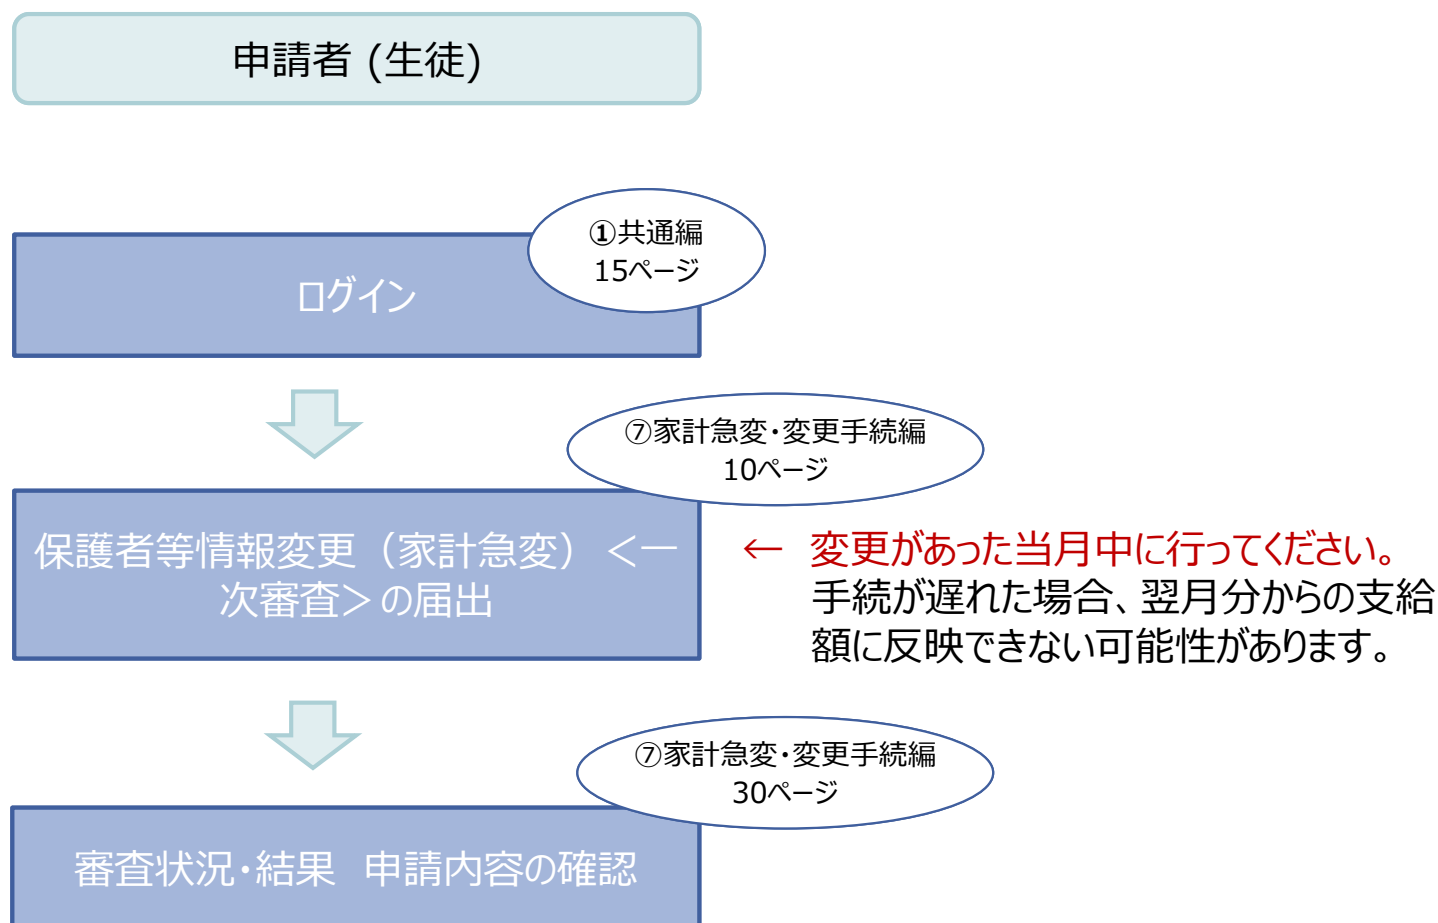 申請者 (生徒)
①共通編
15ページ
ログイン
⑦家計急変・変更手続編
10ページ
保護者等情報変更（家計急変）＜一
次審査＞の届出
← 変更があった当月中に行ってください。
手続が遅れた場合、翌月分からの支給
額に反映できない可能性があります。
⑦家計急変・変更手続編
30ページ
審査状況・結果　申請内容の確認